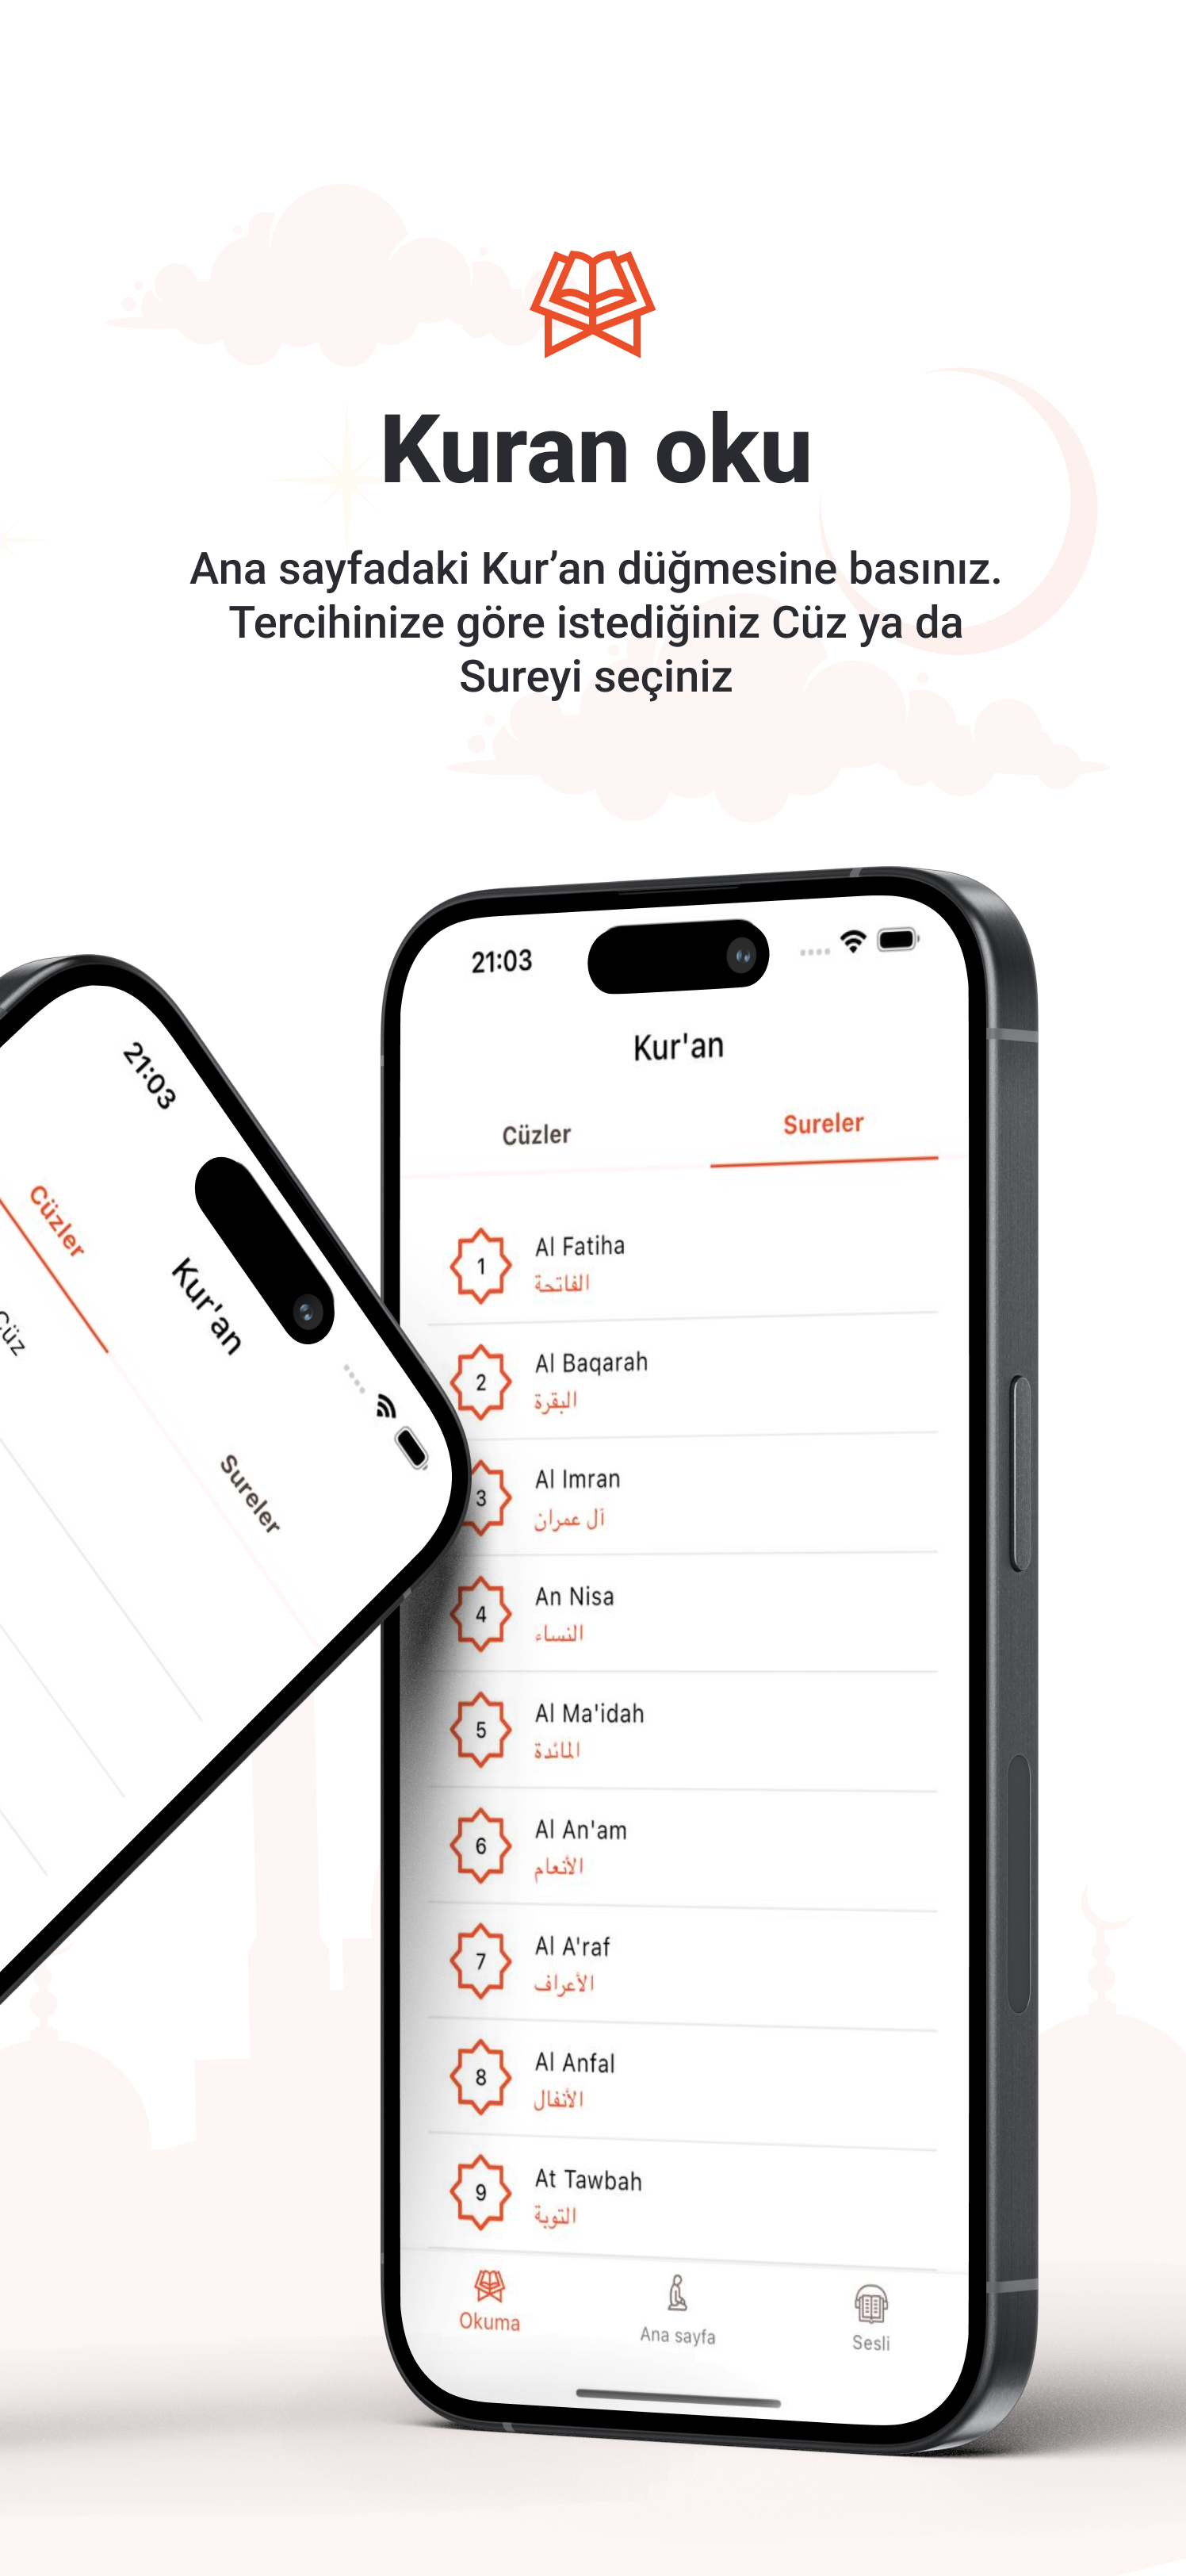 Kuran oku
Ana sayfadaki Kur’an düğmesine basınız.
Tercihinize göre istediğiniz Cüz ya da
Sureyi seçiniz
21:03
Kur'an
Cüzler
Sureler
Cüz
21:03
Kur'an
Cüzler
Sureler
1
Al Fatiha
الفاتحة
2
Al Baqarah
البقرة
3
Al Imran
آل عمران
4
An Nisa
النساء
5
Al Ma'idah
المائدة
6
Al An'am
الأنعام
7
Al A'raf
الأعراف
8
Al Anfal
الأنفال
9
At Tawbah
التوبة
Okuma
Ana sayfa
Sesli